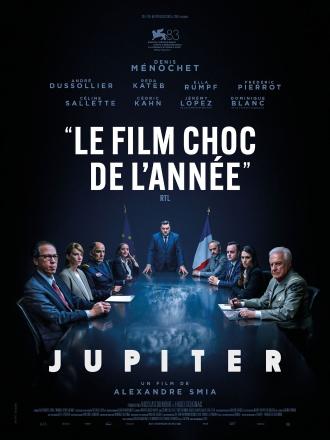 83
DENIS
MÉNOCHET
ANDRÉ
DUSSOLLIER
REDA
KATEB
ELLA
RUMPF
FRÉDÉRIC
PIERROT
CÉLINE
SALLETTE
CÉDRIC
KAHN
JÉRÉMY
LOPEZ
DOMINIQUE
BLANC
“LE FILM CHOC
DE L’ANNÉE”
RTL
JUPITER
UN FILM DE
ALEXANDRE SMIA